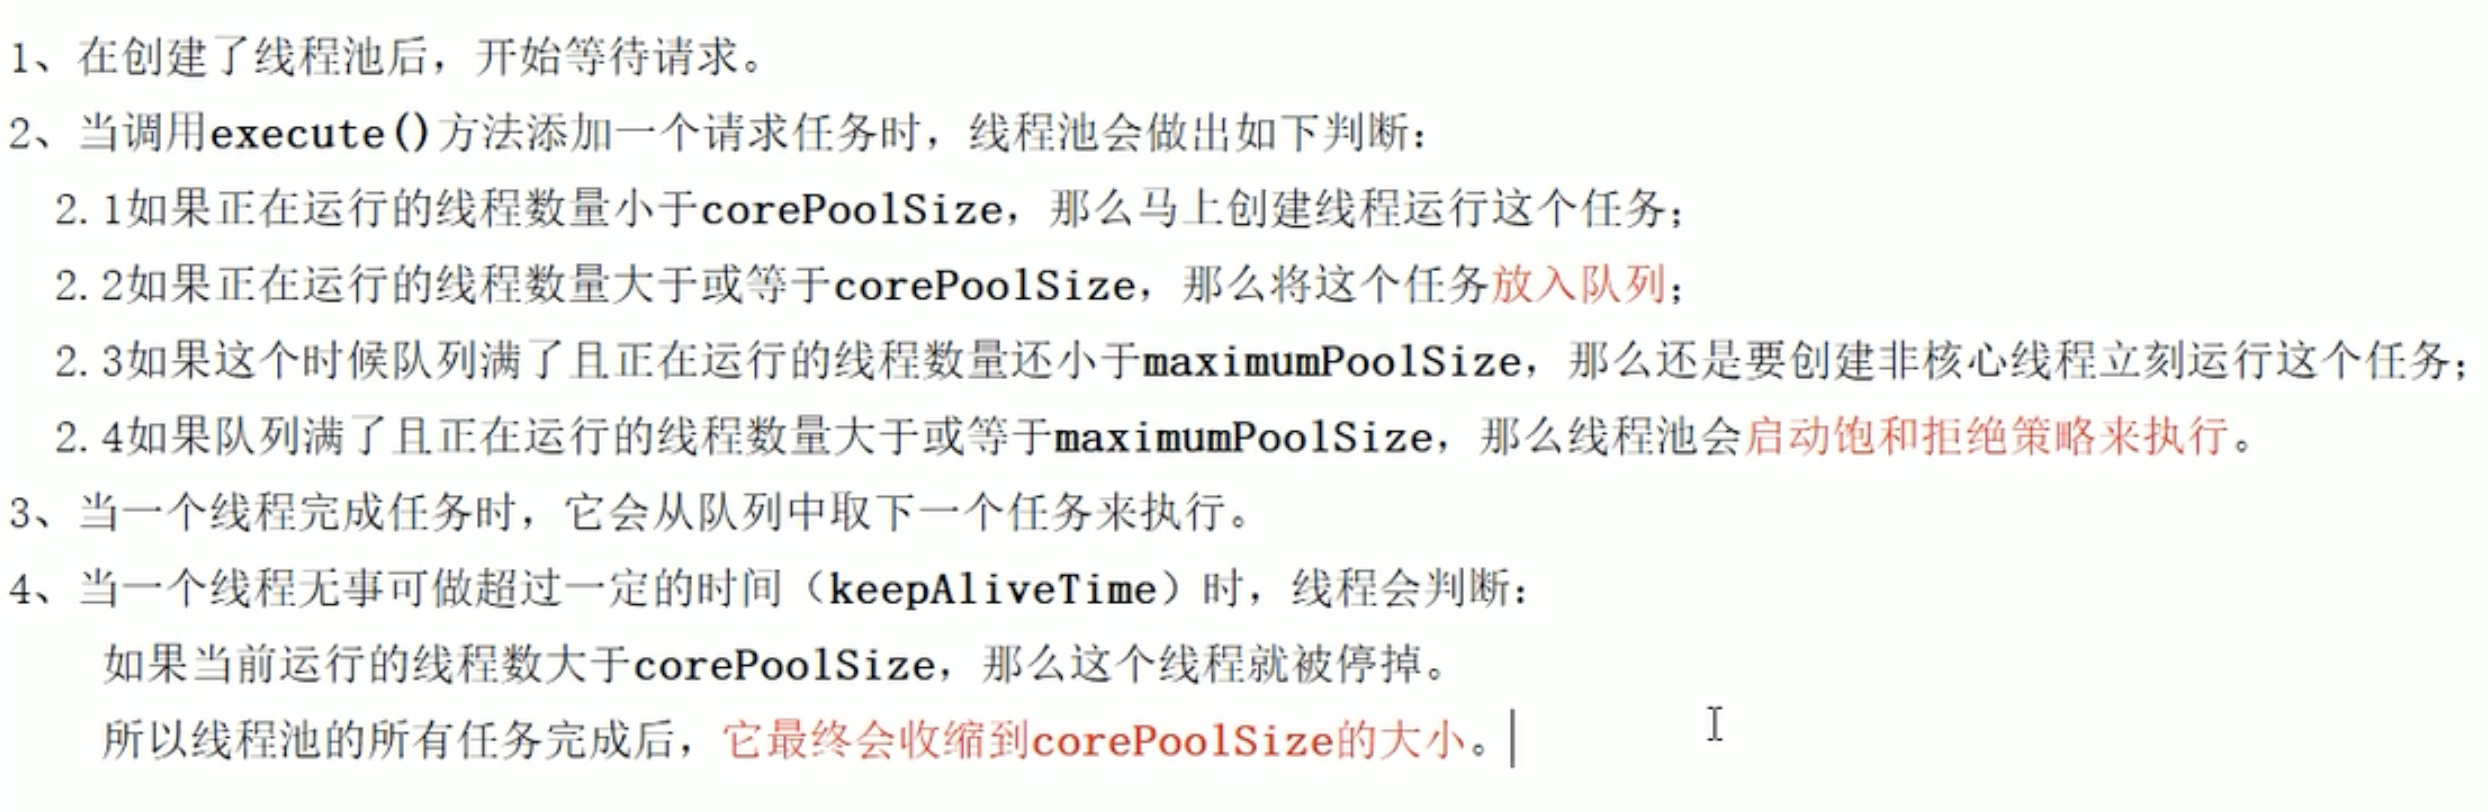 1、在创建了线程池后，开始等待请求。
2、当调用execute()方法添加一个请求任务时，线程池会做出如下判断：
2.1如果正在运行的线程数量小于corePoolSize，那么马上创建线程运行这个任务；
2.2如果正在运行的线程数量大于或等于corePoolSize，那么将这个任务放入队列；
2.3如果这个时候队列满了且正在运行的线程数量还小于maximumPoolSize，那么还是要创建非核心线程立刻运行这个任务；
2.4如果队列满了且正在运行的线程数量大于或等于maximumPoolSize，那么线程池会启动饱和拒绝策略来执行。
3、当一个线程完成任务时，它会从队列中取下一个任务来执行。
4、当一个线程无事可做超过一定的时间（keepAliveTime）时，线程会判断：
如果当前运行的线程数大于corePoolSize，那么这个线程就被停掉。
所以线程池的所有任务完成后，它最终会收缩到corePoolSize的大小。